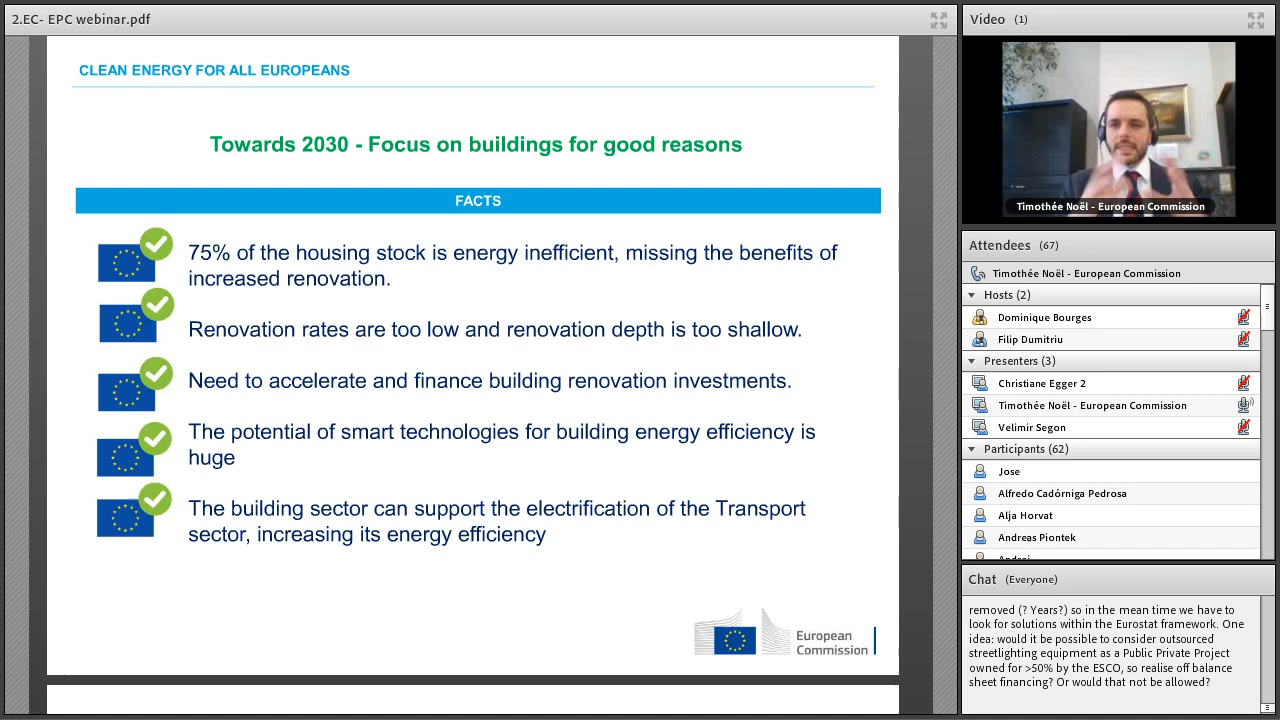 2.EC- EPC webinar.pdf
CLEAN ENERGY FOR ALL EUROPEANS
Towards 2030 - Focus on buildings for good reasons
FACTS
75% of the housing stock is energy inefficient, missing the benefits of
increased renovation.
Renovation rates are too low and renovation depth is too shallow.
Need to accelerate and finance building renovation investments.
The potential of smart technologies for building energy efficiency is
huge
The building sector can support the electrification of the Transport
sector, increasing its energy efficiency
European
Commission
Video (1)
Timothée Noël - European Commission
Attendees (67)
Timothée Noël - European Commission
Hosts (2)
Dominique Bourges
Filip Dumitriu
Presenters (3)
Christiane Egger 2
Timothée Noël - European Commission
Velimir Segon
Participants (62)
Jose
Alfredo Cadórniga Pedrosa
Alja Horvat
Andreas Piontek
Chat (Everyone)
removed (? Years?) so in the mean time we have to
look for solutions within the Eurostat framework. One
idea: would it be possible to consider outsourced
streetlighting equipment as a Public Private Project
owned for >50% by the ESCO, so realise off balance
sheet financing? Or would that not be allowed?